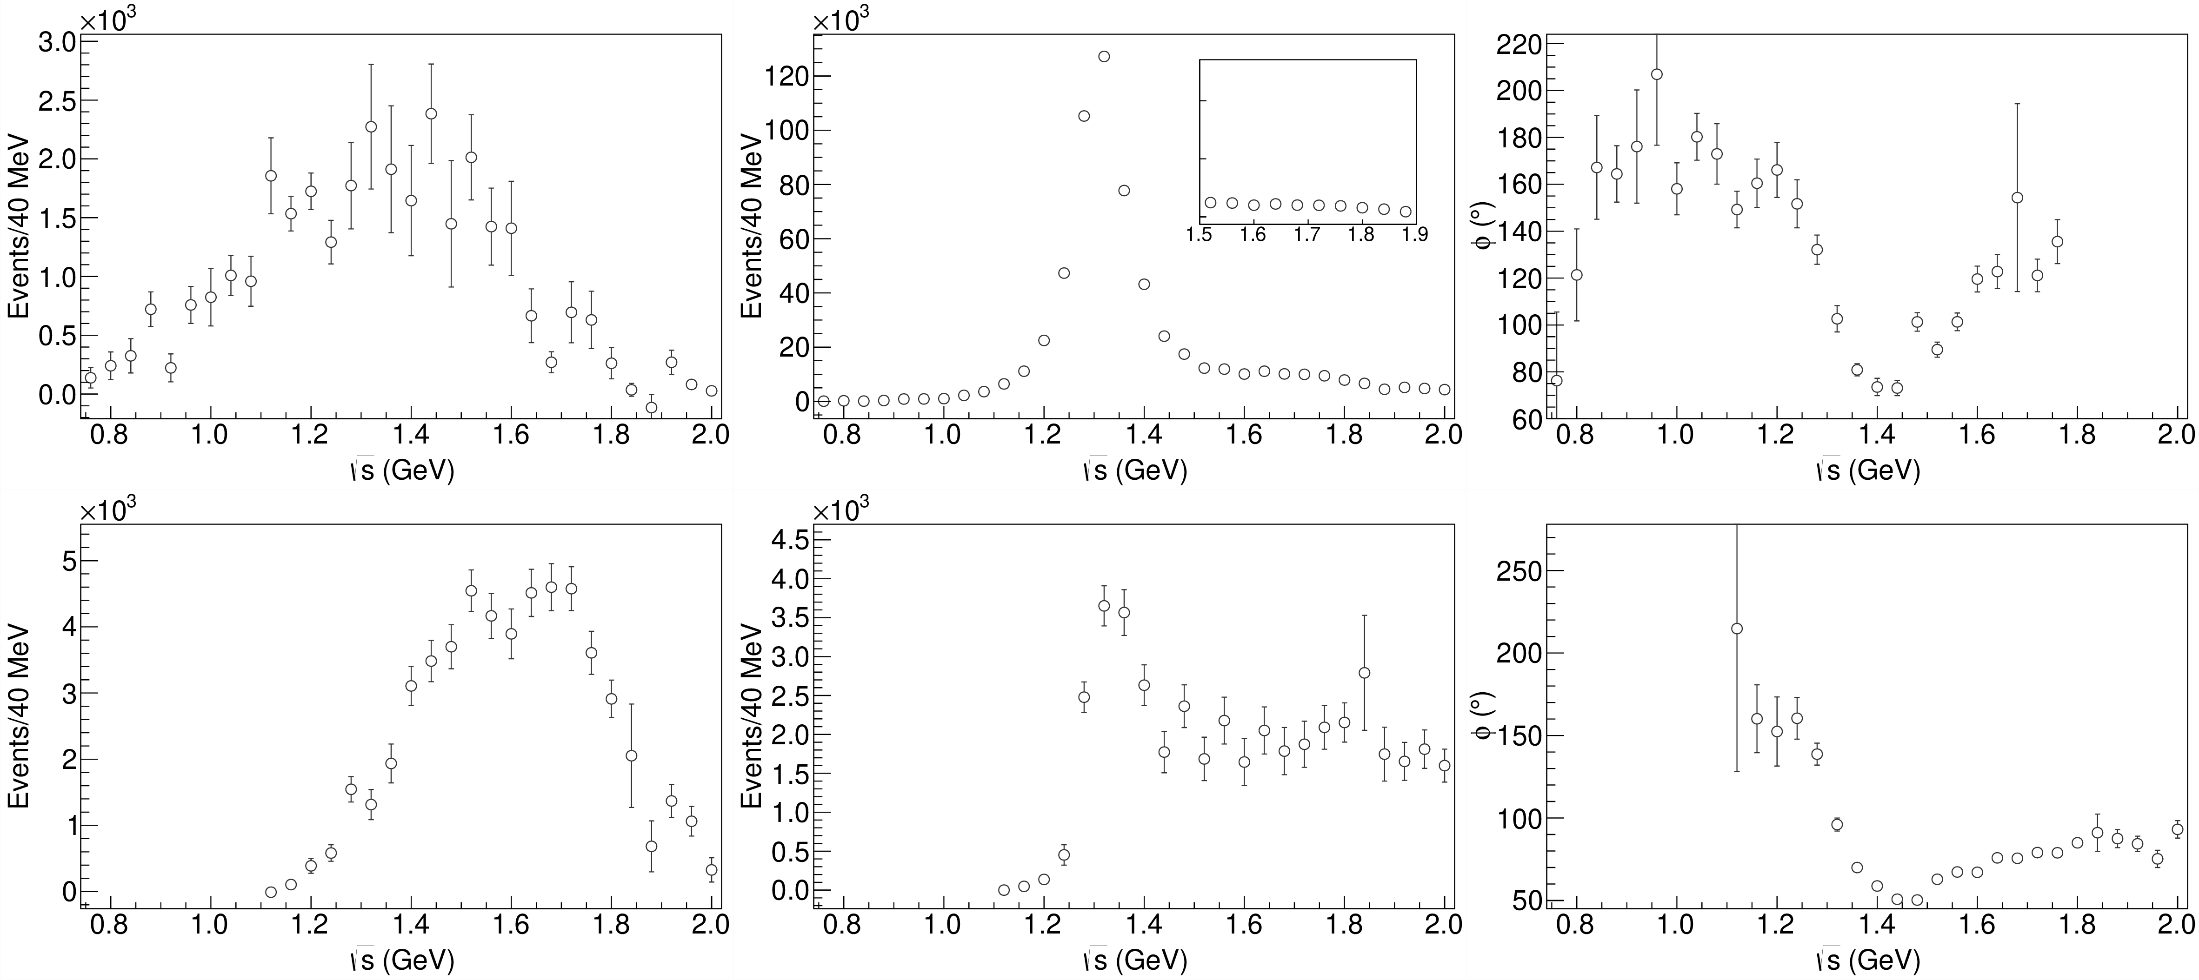 ×10³
3.0
2.5
2.0
1.5
1.0
0.5
0.0
Events/40 MeV
0.8 1.0 1.2 1.4 1.6 1.8 2.0
√s (GeV)
×10³
120
100
80
60
40
20
0
Events/40 MeV
1.5 1.6 1.7 1.8 1.9
0.8 1.0 1.2 1.4 1.6 1.8 2.0
√s (GeV)
220
200
180
160
140
120
100
80
60
ϕ (°)
0.8 1.0 1.2 1.4 1.6 1.8 2.0
√s (GeV)
×10³
5
4
3
2
1
0
Events/40 MeV
0.8 1.0 1.2 1.4 1.6 1.8 2.0
√s (GeV)
×10³
4.5
4.0
3.5
3.0
2.5
2.0
1.5
1.0
0.5
0.0
Events/40 MeV
0.8 1.0 1.2 1.4 1.6 1.8 2.0
√s (GeV)
250
200
150
100
50
ϕ (°)
0.8 1.0 1.2 1.4 1.6 1.8 2.0
√s (GeV)